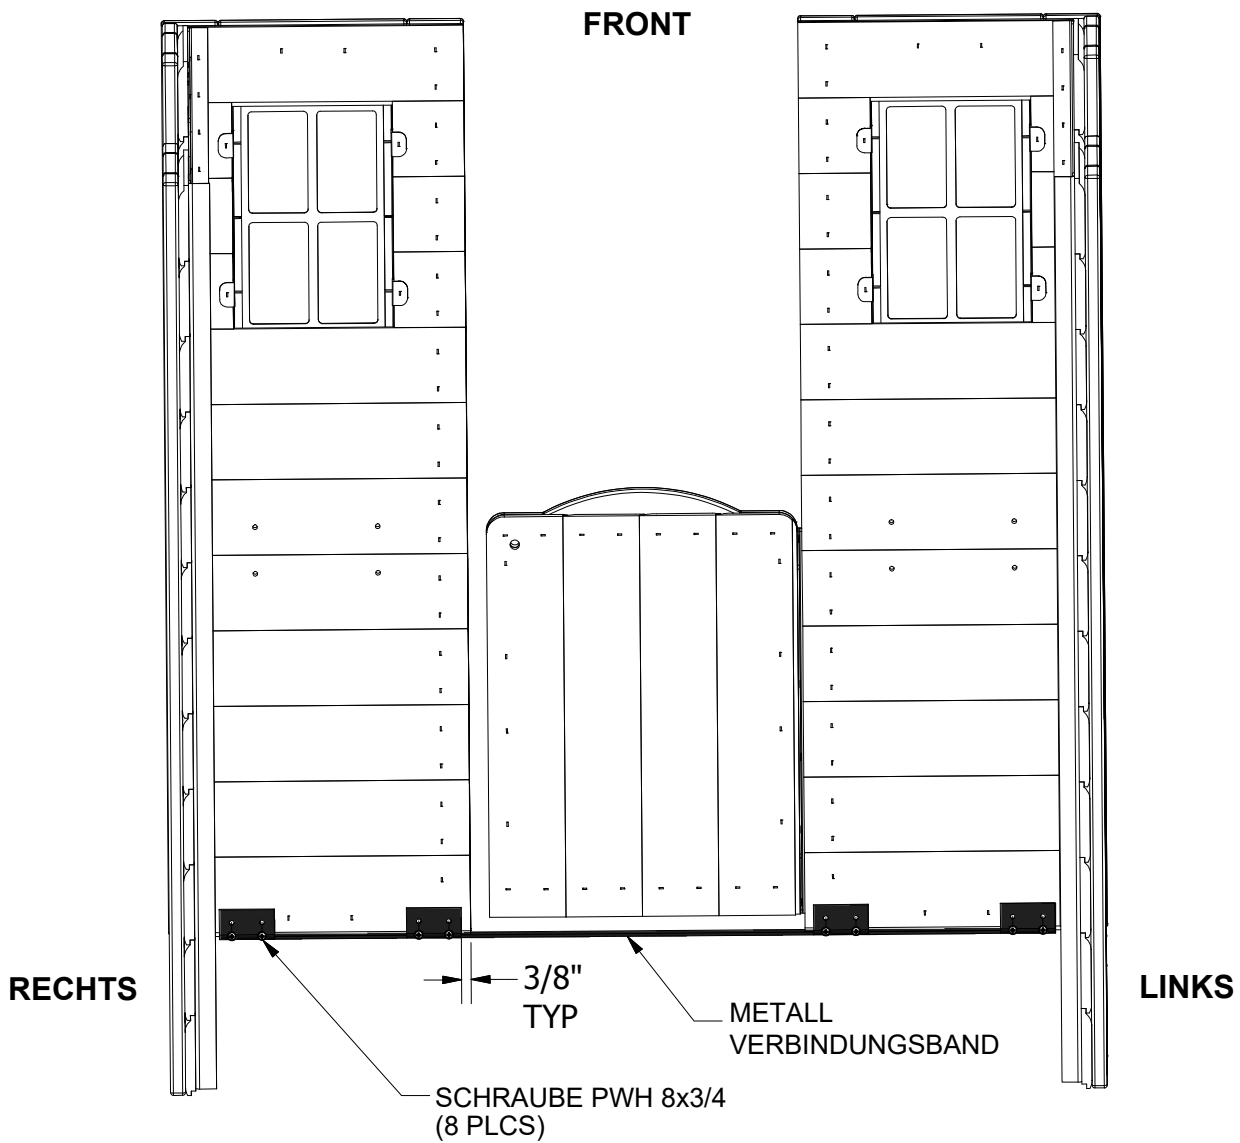 FRONT
RECHTS
LINKS
3/8"
TYP
METALL
VERBINDUNGSBAND
SCHRAUBE PWH 8x3/4
(8 PLCS)